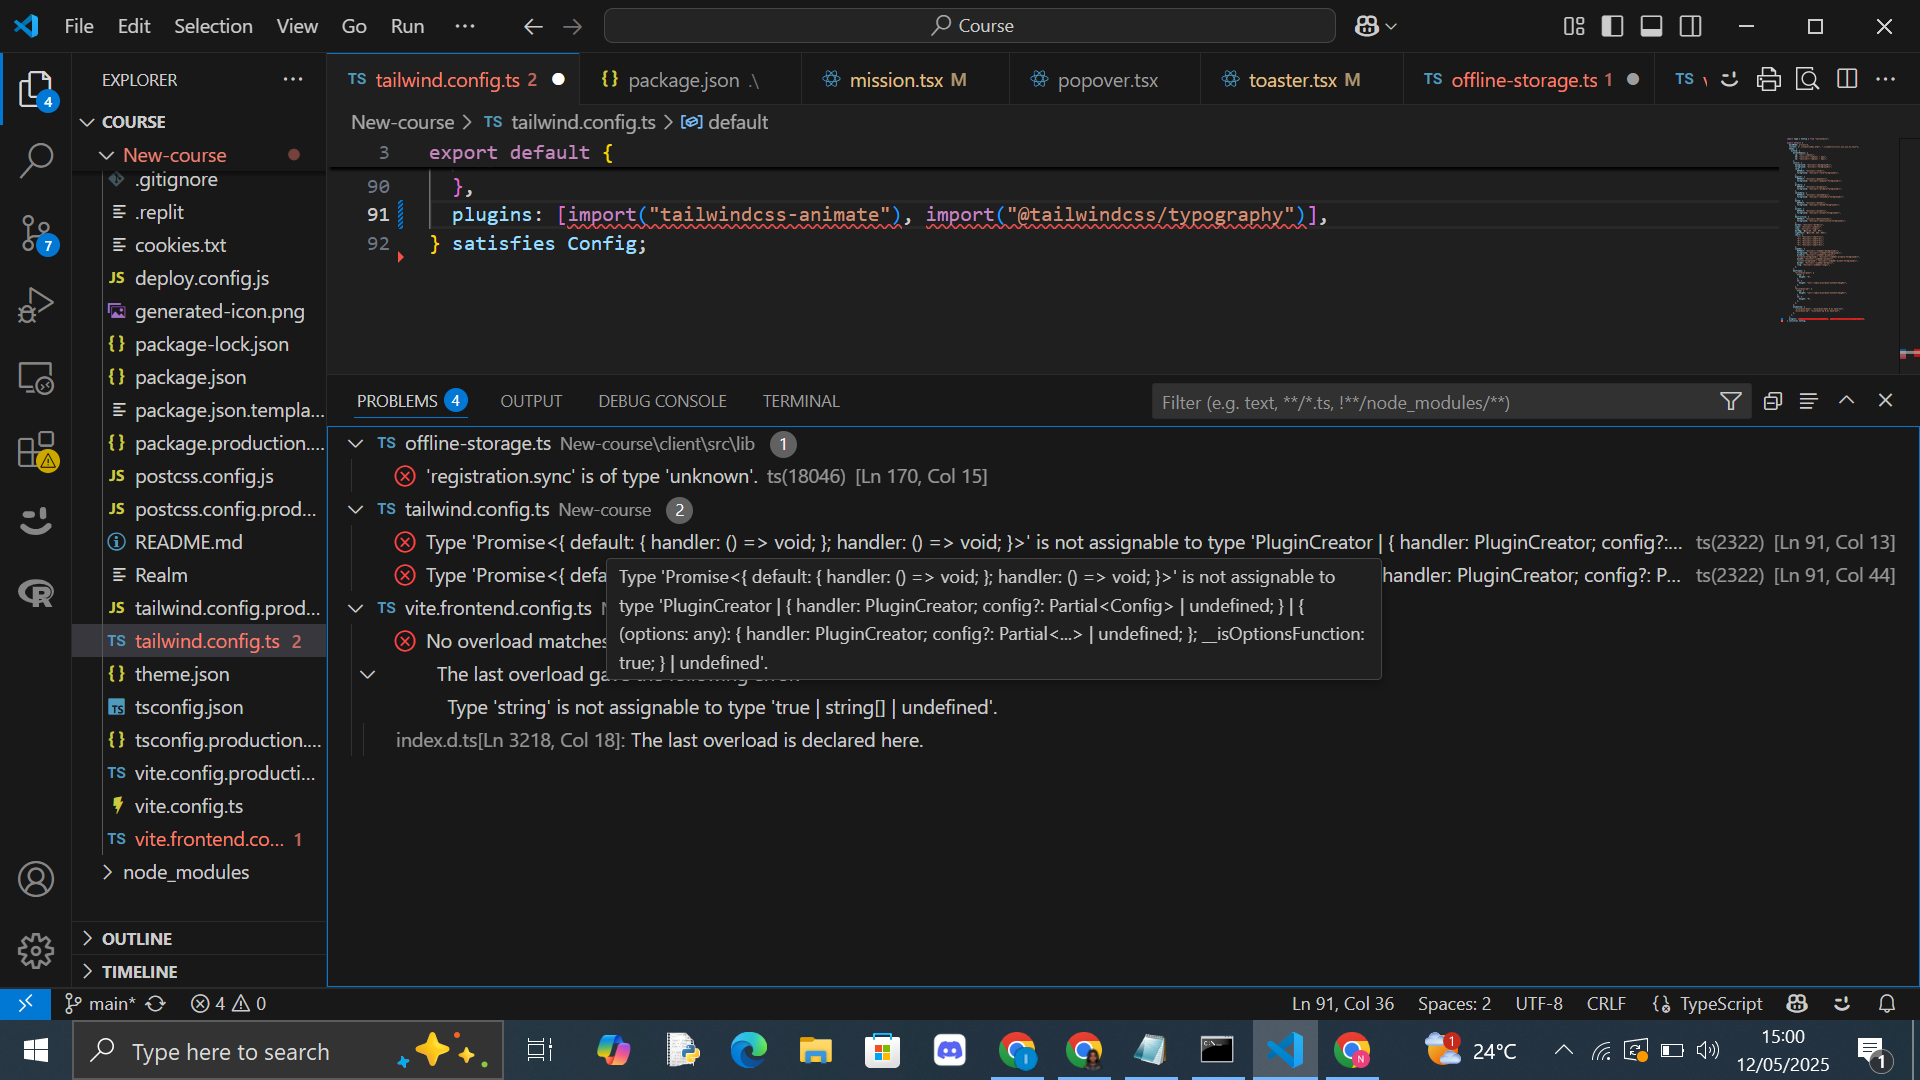 File Edit Selection View Go Run ··· Course
EXPLORER
TS tailwind.config.ts 2
{} package.json .\
mission.tsx M
popover.tsx
toaster.tsx M
TS offline-storage.ts 1
TS
COURSE
New-course
.gitignore
.replit
cookies.txt
JS deploy.config.js
generated-icon.png
{} package-lock.json
{} package.json
package.json.templa...
{} package.production....
JS postcss.config.js
JS postcss.config.prod...
README.md
Realm
JS tailwind.config.prod...
TS tailwind.config.ts 2
{} theme.json
TS tsconfig.json
{} tsconfig.production....
TS vite.config.producti...
vite.config.ts
TS vite.frontend.co... 1
node_modules
OUTLINE
TIMELINE
4
7
New-course > TS tailwind.config.ts > default
3 export default {
90 },
91 plugins: [import("tailwindcss-animate"), import("@tailwindcss/typography")],
92 } satisfies Config;
PROBLEMS 4 OUTPUT DEBUG CONSOLE TERMINAL
Filter (e.g. text, **/*.ts, !**/node_modules/**)
TS offline-storage.ts New-course\client\src\lib 1
'registration.sync' is of type 'unknown'. ts(18046) [Ln 170, Col 15]
TS tailwind.config.ts New-course 2
Type 'Promise<{ default: { handler: () => void; }; handler: () => void; }>' is not assignable to type 'PluginCreator | { handler: PluginCreator; config?:... ts(2322) [Ln 91, Col 13]
Type 'Promise<{ defa
handler: PluginCreator; config?: P... ts(2322) [Ln 91, Col 44]
Type 'Promise<{ default: { handler: () => void; }; handler: () => void; }>' is not assignable to
type 'PluginCreator | { handler: PluginCreator; config?: Partial<Config> | undefined; } | {
(options: any): { handler: PluginCreator; config?: Partial<...> | undefined; }; __isOptionsFunction:
true; } | undefined'.
TS vite.frontend.config.ts
No overload matches
The last overload
Type 'string' is not assignable to type 'true | string[] | undefined'.
index.d.ts[Ln 3218, Col 18]: The last overload is declared here.
main* 4 0
Ln 91, Col 36 Spaces: 2 UTF-8 CRLF {} TypeScript
Type here to search
1
24°C
15:00
12/05/2025
1